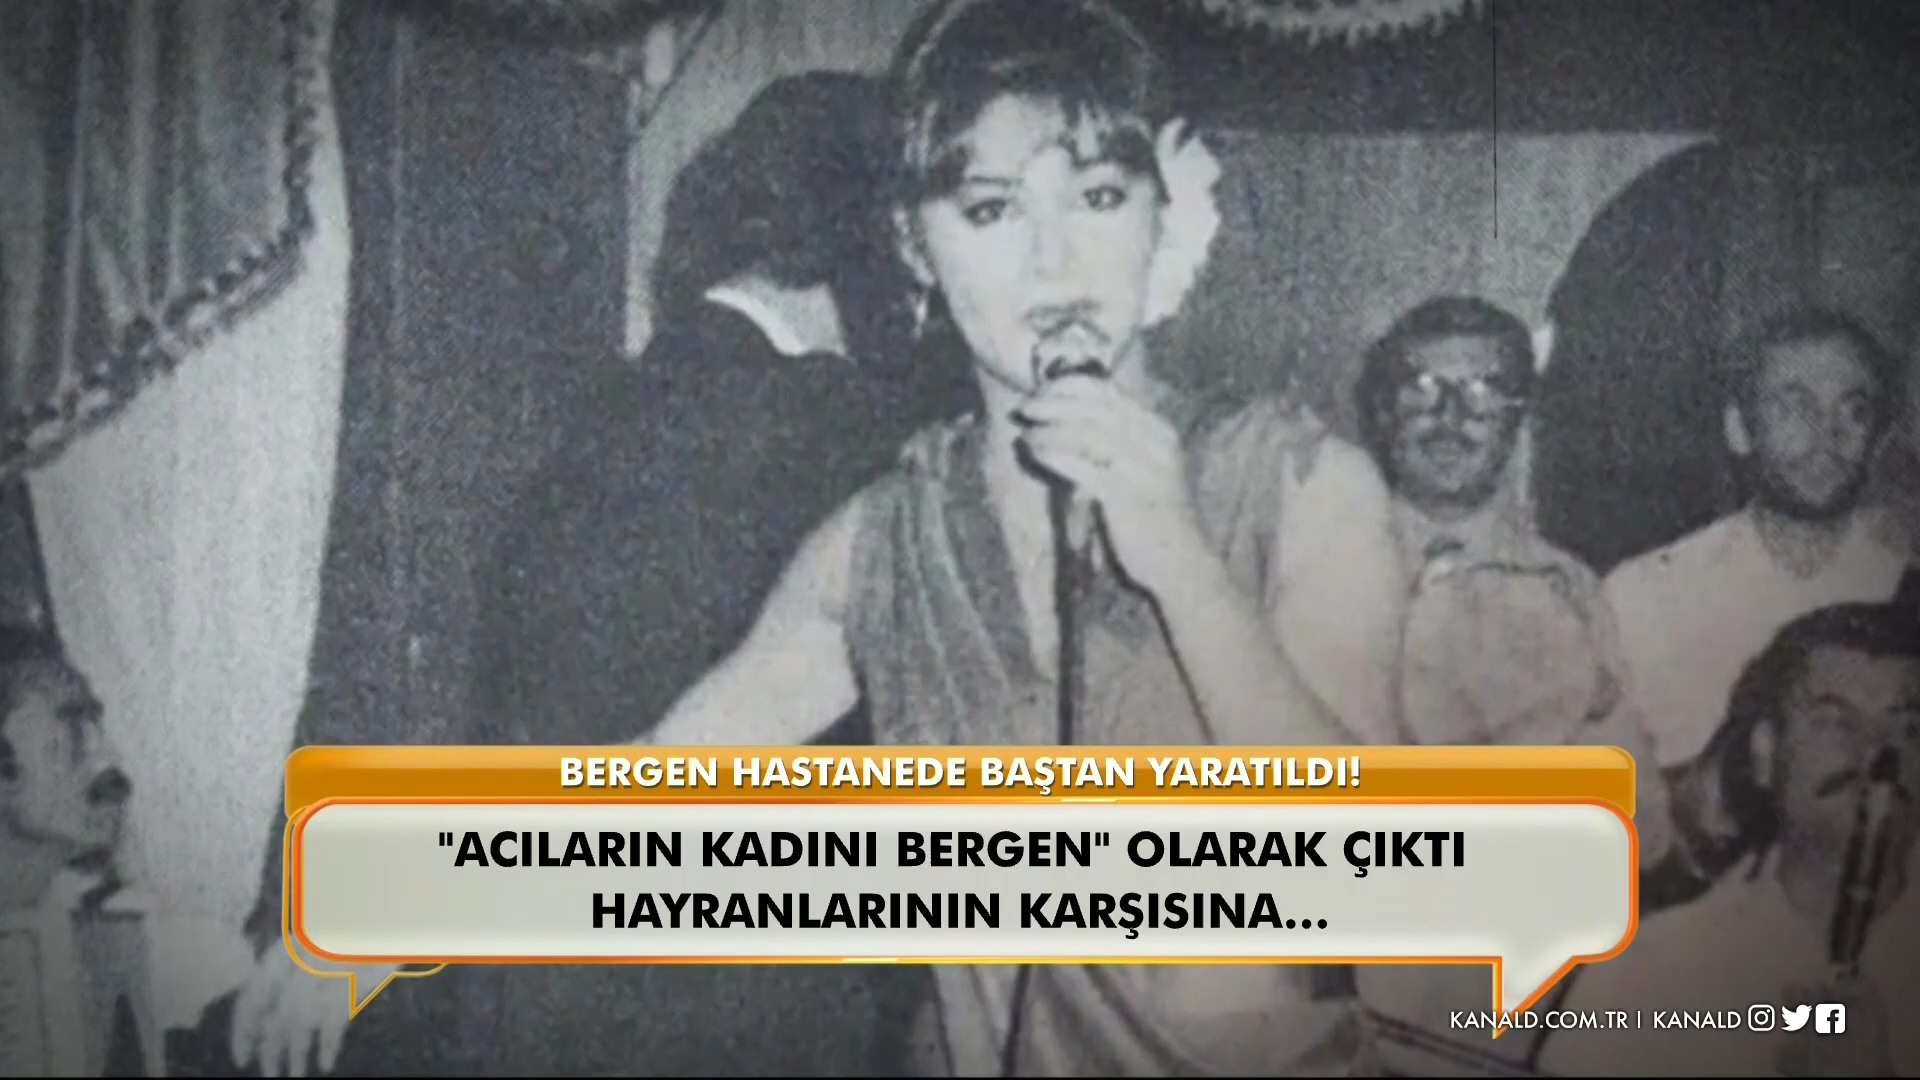 BERGEN HASTANEDE BAŞTAN YARATILDI!
"ACILARIN KADINI BERGEN" OLARAK ÇIKTI
HAYRANLARININ KARŞISINA...
KANALD.COM.TR | KANALD